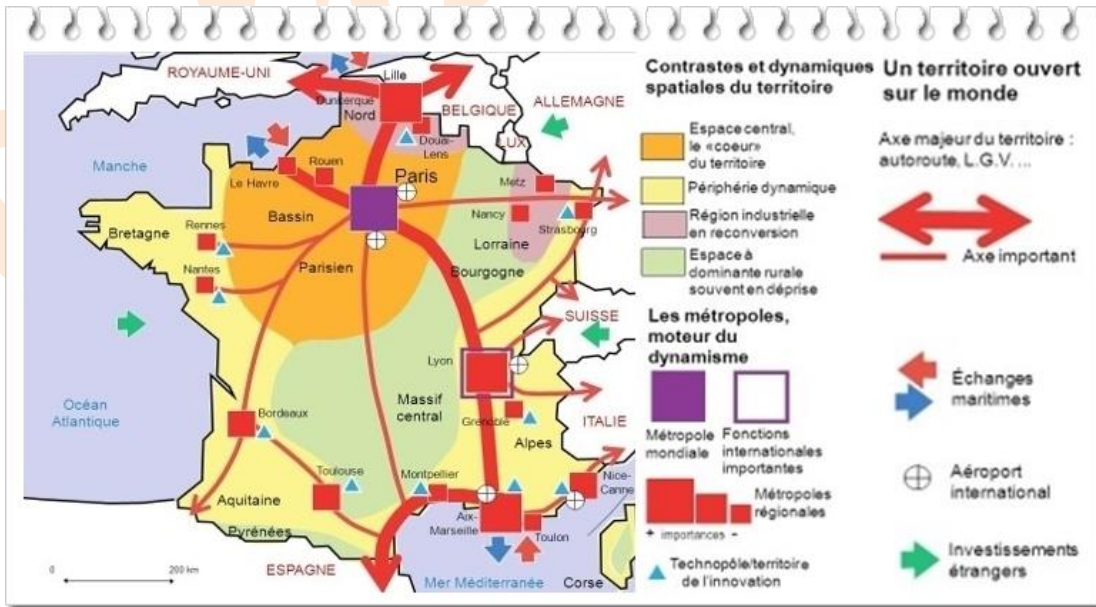 ROYAUME-UNI
Lille
Dunkerque
Nord
BELGIQUE
ALLEMAGNE
Douai-
Lens
LUX
Manche
Rouen
Le Havre
Paris
Metz
Bassin
Nancy
Strasbourg
Rennes
Bretagne
Lorraine
Nantes
Parisien
Bourgogne
SUISSE
Lyon
Océan
Atlantique
Massif
central
Bordeaux
Grenoble
ITALIE
Alpes
Toulouse
Montpellier
Nice-
Canne
Aquitaine
Aix-
Marseille
Pyrénées
Toulon
ESPAGNE
0 200 km
Mer Méditerranée
Corse
Contrastes et dynamiques
spatiales du territoire
Espace central,
le «coeur»
du territoire
Périphérie dynamique
Région industrielle
en reconversion
Espace à
dominante rurale
souvent en déprise
Les métropoles,
moteur du
dynamisme
Métropole
mondiale
Fonctions
internationales
importantes
Métropoles
régionales
+ importances -
Technopôle/territoire
de l'innovation
Un territoire ouvert
sur le monde
Axe majeur du territoire :
autoroute, L.G.V. ...
Axe important
Échanges
maritimes
Aéroport
international
Investissements
étrangers